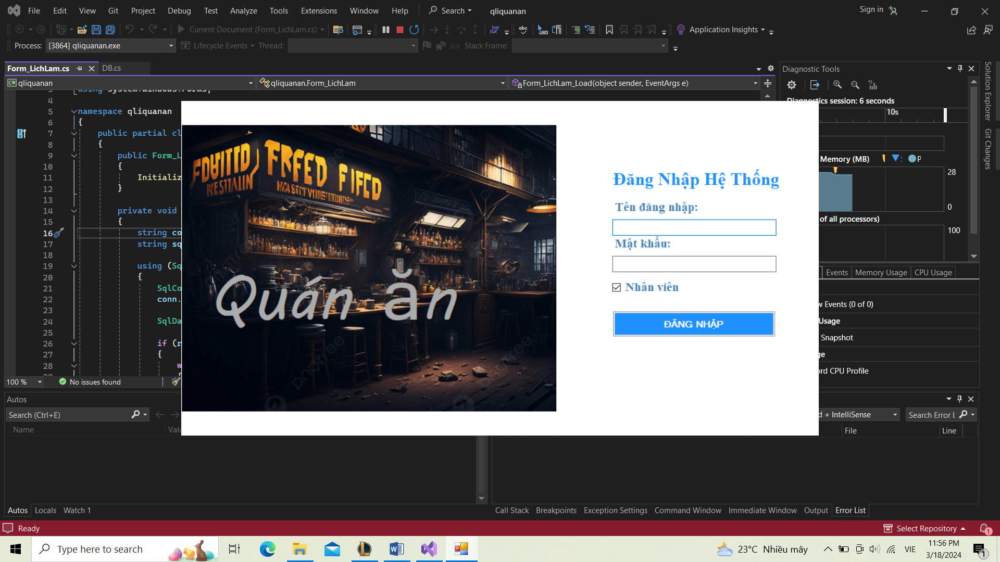 File Edit View Git Project Debug Test Analyze Tools Extensions Window Help Search qliquanan Sign in
Current Document (Form_LichLam.cs) Application Insights
Process: [3864] qliquanan.exe Lifecycle Events Thread: Stack Frame:
Form_LichLam.cs DB.cs
qliquanan qliquanan.Form_LichLam Form_LichLam_Load(object sender, EventArgs e)
4
5 namespace qliquanan
6 {
7 public partial cl
8 {
9 public Form_L
10 {
11 Initializ
12 }
13
14 private void
15 {
16 string co
17 string sq
18
19 using (Sq
20 {
21 SqlCo
22 conn.
23
24 SqlDa
25
26 if (r
27 {
28 w
100 % No issues found
Quán ăn
Đăng Nhập Hệ Thống
Tên đăng nhập:
Mật khẩu:
Nhân viên
ĐĂNG NHẬP
Diagnostic Tools
Diagnostics session: 6 seconds
10s
Memory (MB) P
28
0
of all processors)
100
Events Memory Usage CPU Usage
w Events (0 of 0)
Usage
Snapshot
ge
ord CPU Profile
Solution Explorer
Git Changes
Autos
Search (Ctrl+E)
Name Valu
d + IntelliSense Search Error L
File Line
Autos Locals Watch 1
Call Stack Breakpoints Exception Settings Command Window Immediate Window Output Error List
Ready Select Repository 1
Type here to search 23°C Nhiều mây VIE 11:56 PM
3/18/2024 1